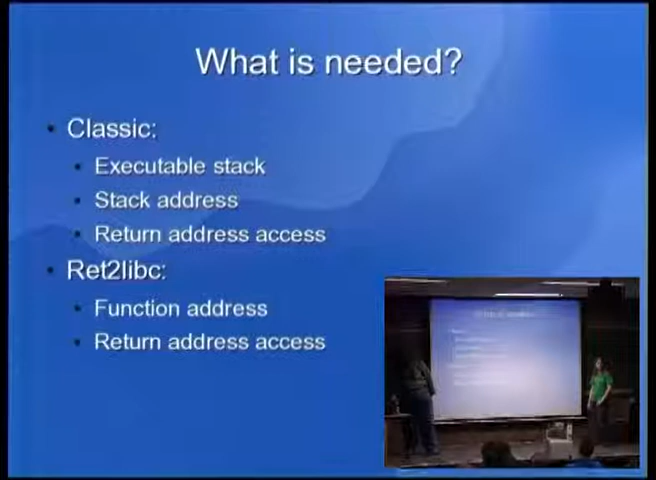 What is needed?
Classic:
Executable stack
Stack address
Return address access
Ret2libc:
Function address
Return address access